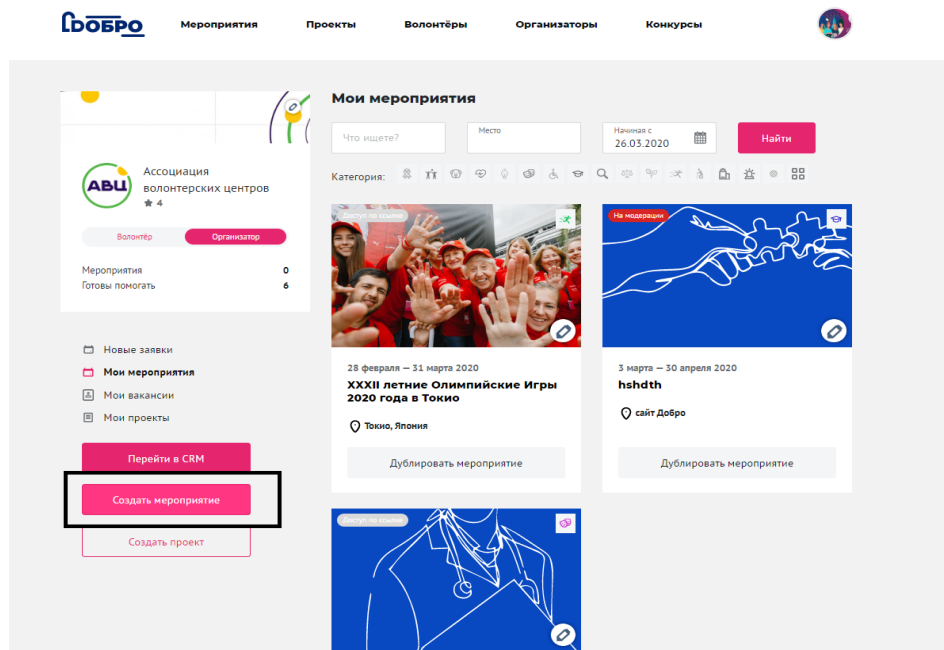 ДОБРО
Мероприятия
Проекты
Волонтёры
Организаторы
Конкурсы
АВЦ
Ассоциация
волонтерских центров
4
Волонтёр
Организатор
Мероприятия 0
Готовы помогать 6
Новые заявки
Мои мероприятия
Мои вакансии
Мои проекты
Перейти в CRM
Создать мероприятие
Создать проект
Мои мероприятия
Что ищете?
Место
Начиная с
26.03.2020
Найти
Категория:
Доступ по ссылке
28 февраля — 31 марта 2020
XXXII летние Олимпийские Игры
2020 года в Токио
Токио, Япония
Дублировать мероприятие
На модерации
3 марта — 30 апреля 2020
hshdth
сайт Добро
Дублировать мероприятие
Доступ по ссылке